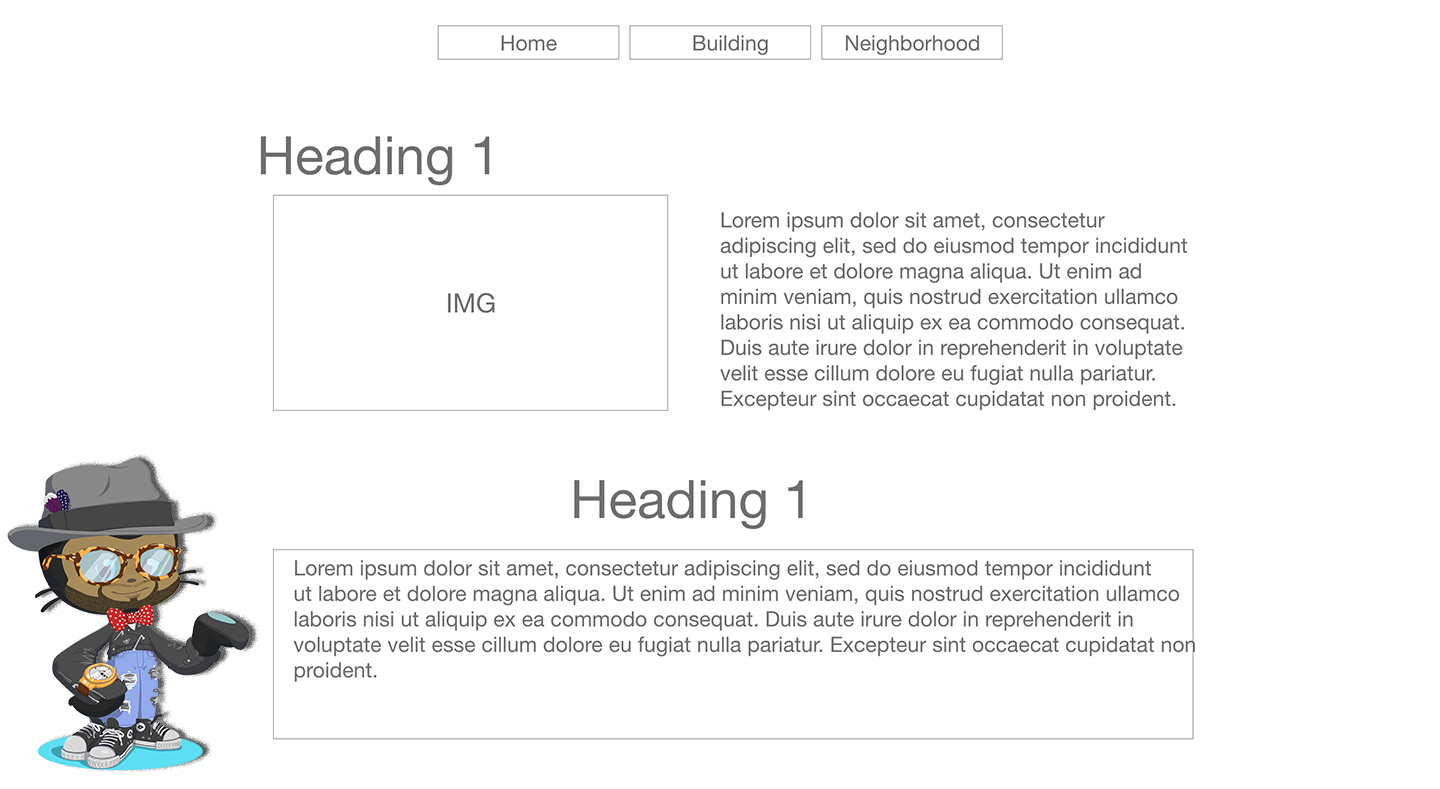 Home
Building
Neighborhood
Heading 1
IMG
Lorem ipsum dolor sit amet, consectetur
adipiscing elit, sed do eiusmod tempor incididunt
ut labore et dolore magna aliqua. Ut enim ad
minim veniam, quis nostrud exercitation ullamco
laboris nisi ut aliquip ex ea commodo consequat.
Duis aute irure dolor in reprehenderit in voluptate
velit esse cillum dolore eu fugiat nulla pariatur.
Excepteur sint occaecat cupidatat non proident.
Heading 1
Lorem ipsum dolor sit amet, consectetur adipiscing elit, sed do eiusmod tempor incididunt
ut labore et dolore magna aliqua. Ut enim ad minim veniam, quis nostrud exercitation ullamco
laboris nisi ut aliquip ex ea commodo consequat. Duis aute irure dolor in reprehenderit in
voluptate velit esse cillum dolore eu fugiat nulla pariatur. Excepteur sint occaecat cupidatat non
proident.